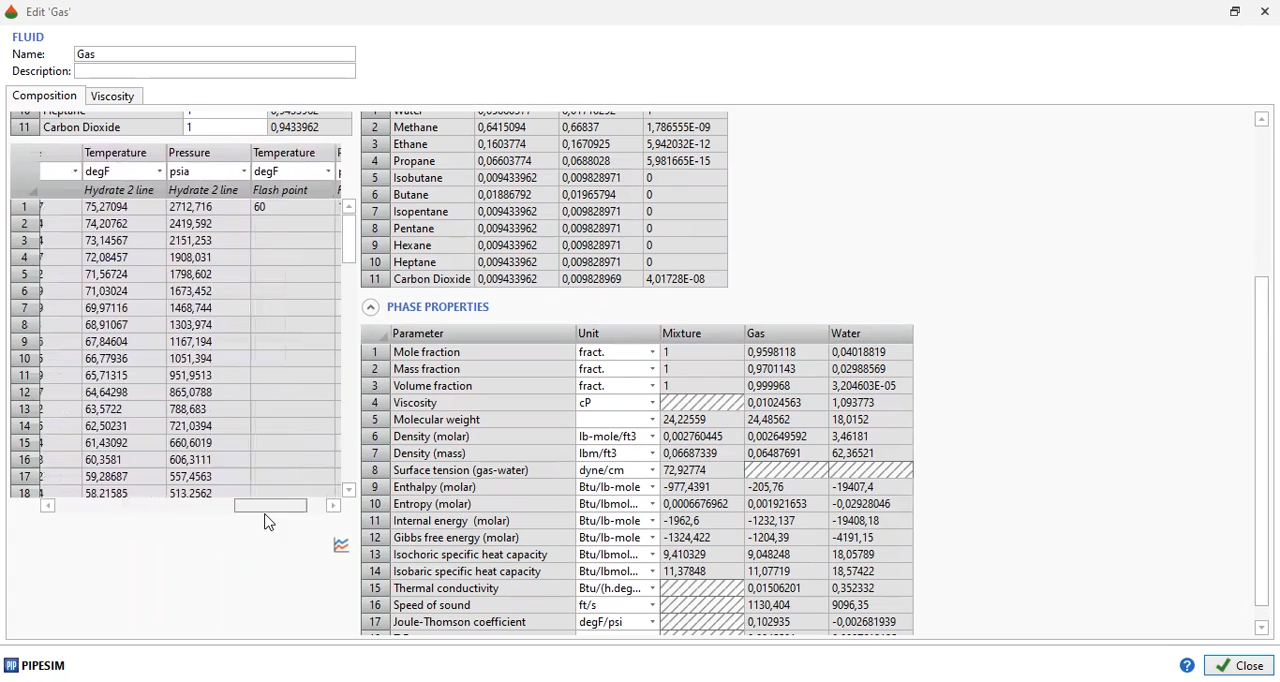 Edit 'Gas'
FLUID
Name: Gas
Description:
Composition Viscosity
11 Carbon Dioxide 1 0,9433962
Temperature Pressure Temperature
degF psia degF
Hydrate 2 line Hydrate 2 line Flash point
1 75,27094 2712,716 60
2 74,20762 2419,592
3 73,14567 2151,253
4 72,08457 1908,031
5 71,56724 1798,602
6 71,03024 1673,452
7 69,97116 1468,744
8 68,91067 1303,974
9 67,84604 1167,194
10 66,77936 1051,394
11 65,71315 951,9513
12 64,64298 865,0788
13 63,5722 788,683
14 62,50231 721,0394
15 61,43092 660,6019
16 60,3581 606,3111
17 59,28687 557,4563
18 58,21585 513,2562
2 Methane 0,6415094 0,66837 1,786555E-09
3 Ethane 0,1603774 0,1670925 5,942032E-12
4 Propane 0,06603774 0,0688028 5,981665E-15
5 Isobutane 0,009433962 0,009828971 0
6 Butane 0,01886792 0,01965794 0
7 Isopentane 0,009433962 0,009828971 0
8 Pentane 0,009433962 0,009828971 0
9 Hexane 0,009433962 0,009828971 0
10 Heptane 0,009433962 0,009828971 0
11 Carbon Dioxide 0,009433962 0,009828969 4,01728E-08
PHASE PROPERTIES
Parameter Unit Mixture Gas Water
1 Mole fraction fract. 1 0,9598118 0,04018819
2 Mass fraction fract. 1 0,9701143 0,02988569
3 Volume fraction fract. 1 0,999968 3,204603E-05
4 Viscosity cP 0,01024563 1,093773
5 Molecular weight 24,22559 24,48562 18,0152
6 Density (molar) lb-mole/ft3 0,002760445 0,002649592 3,46181
7 Density (mass) lbm/ft3 0,06687339 0,06487691 62,36521
8 Surface tension (gas-water) dyne/cm 72,92774
9 Enthalpy (molar) Btu/lb-mole -977,4391 -205,76 -19407,4
10 Entropy (molar) Btu/lbmol... 0,0006676962 0,001921653 -0,02928046
11 Internal energy (molar) Btu/lb-mole -1962,6 -1232,137 -19408,18
12 Gibbs free energy (molar) Btu/lb-mole -1324,422 -1204,39 -4191,15
13 Isochoric specific heat capacity Btu/lbmol... 9,410329 9,048248 18,05789
14 Isobaric specific heat capacity Btu/lbmol... 11,37848 11,07719 18,57422
15 Thermal conductivity Btu/(h.deg... 0,01506201 0,352332
16 Speed of sound ft/s 1130,404 9096,35
17 Joule-Thomson coefficient degF/psi 0,102935 -0,002681939
PIP PIPESIM
? Close